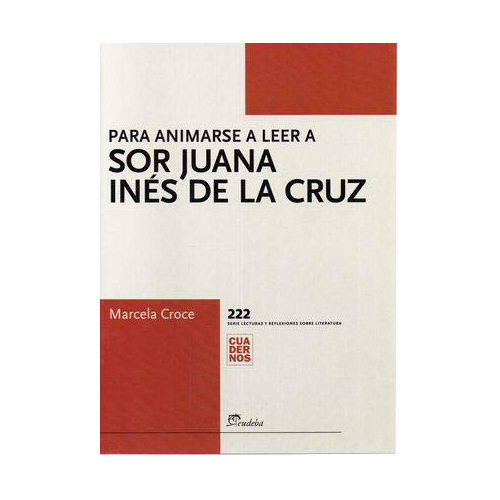 PARA ANIMARSE A LEER A
SOR JUANA
INÉS DE LA CRUZ
Marcela Croce
222
SERIE LECTURAS Y REFLEXIONES SOBRE LITERATURA
CUA
DER
NOS
eudeba